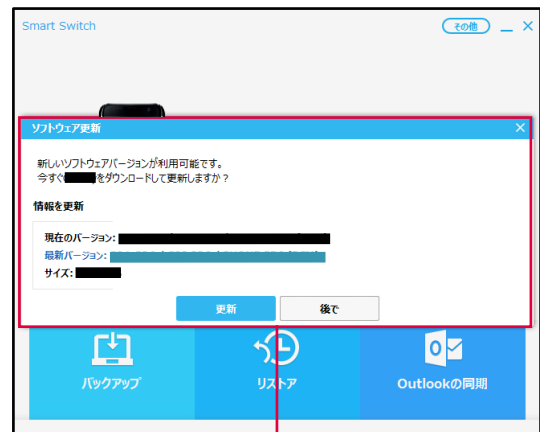 Smart Switch
その他
ソフトウェア更新
新しいソフトウェアバージョンが利用可能です。
今すぐ をダウンロードして更新しますか？
情報を更新
現在のバージョン:
最新バージョン:
サイズ:
更新
後で
バックアップ
リストア
Outlookの同期